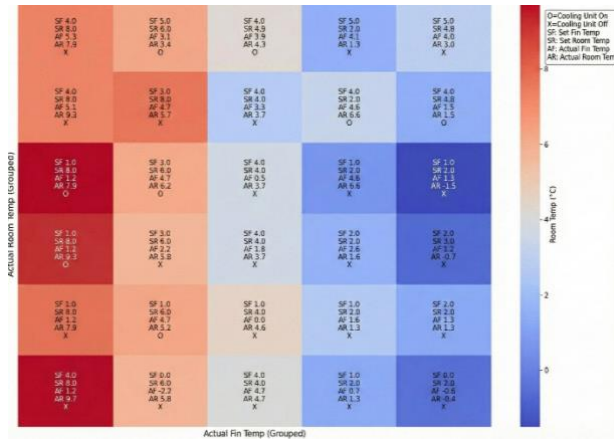 SF 4.0
SR 8.0
AF 5.3
AR 7.9
X
SF 5.0
SR 6.0
AF 3.1
AR 3.4
O
SF 4.0
SR 4.9
AF 3.9
AR 4.3
O
SF 5.0
SR 2.0
AF 4.1
AR 1.3
X
SF 5.0
SR 4.8
AF 4.0
AR 3.0
X
SF 4.0
SR 8.0
AF 5.1
AR 9.3
X
SF 3.0
SR 8.0
AF 4.7
AR 5.7
X
SF 4.0
SR 4.0
AF 3.3
AR 3.7
X
SF 4.0
SR 2.0
AF 4.6
AR 6.6
O
SF 4.0
SR 4.8
AF 1.5
AR 1.5
O
SF 1.0
SR 8.0
AF 1.2
AR 7.9
O
SF 3.0
SR 6.0
AF 4.7
AR 6.2
O
SF 4.0
SR 4.0
AF 0.5
AR 3.7
X
SF 5.0
SR 2.0
AF 4.6
AR 6.6
X
SF 1.0
SR 2.0
AF 1.3
AR -1.5
X
SF 1.0
SR 8.0
AF 1.2
AR 9.3
O
SF 3.0
SR 6.0
AF 2.2
AR 5.8
X
SF 4.0
SR 4.0
AF 1.8
AR 3.7
X
SF 2.0
SR 2.0
AF 2.6
AR 1.6
X
SF 2.0
SR 3.0
AF 1.2
AR -0.7
X
SF 1.0
SR 8.0
AF 1.2
AR 7.9
X
SF 1.0
SR 6.0
AF 4.7
AR 5.2
O
SF 1.0
SR 4.0
AF 0.0
AR 4.6
X
SF 2.0
SR 2.0
AF 1.6
AR 1.3
X
SF 2.0
SR 2.0
AF 1.3
AR 1.3
X
SF 4.0
SR 8.0
AF 1.2
AR 9.7
X
SF 0.0
SR 6.0
AF -2.7
AR 5.8
X
SF 4.0
SR 4.0
AF 4.7
AR 4.7
X
SF 1.0
SR 2.0
AF 0.7
AR 1.3
X
SF 0.0
SR 2.0
AF -0.6
AR -0.4
X
Actual Room Temp (Grouped)
Actual Fin Temp (Grouped)
8
6
4
2
0
Room Temp (°C)
O=Cooling Unit On
X=Cooling Unit Off
SF: Set Fin Temp
SR: Set Room Temp
AF: Actual Fin Temp
AR: Actual Room Tem